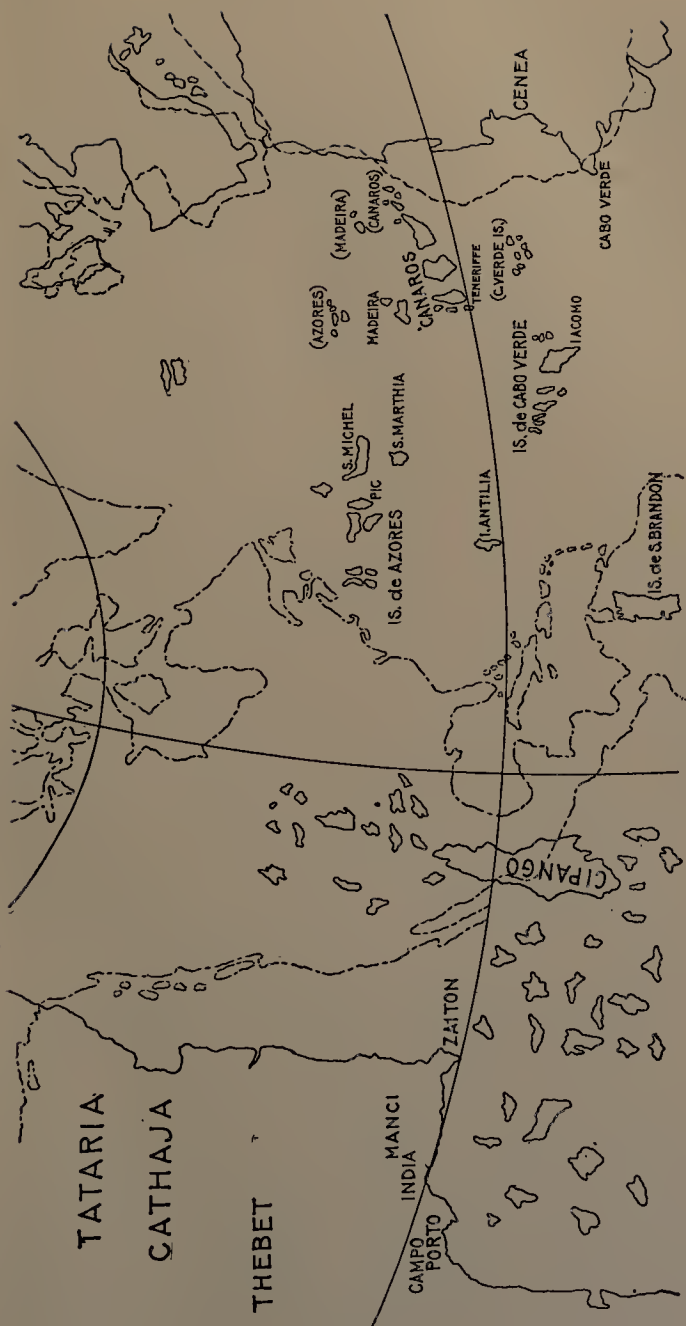 TATARIA
CATHAJA
THEBET
MANCI
INDIA
CAMPO
PORTO
ZAITON
CIPANGO
IS. de AZORES
PIC
S. MICHEL
S. MARTHIA
I. ANTILIA
IS. de S. BRANDON
(AZORES)
(MADEIRA)
(CANAROS)
MADEIRA
CANAROS
TENERIFFE
(C. VERDE IS.)
IS. de CABO VERDE
IACOMO
CENEA
CABO VERDE